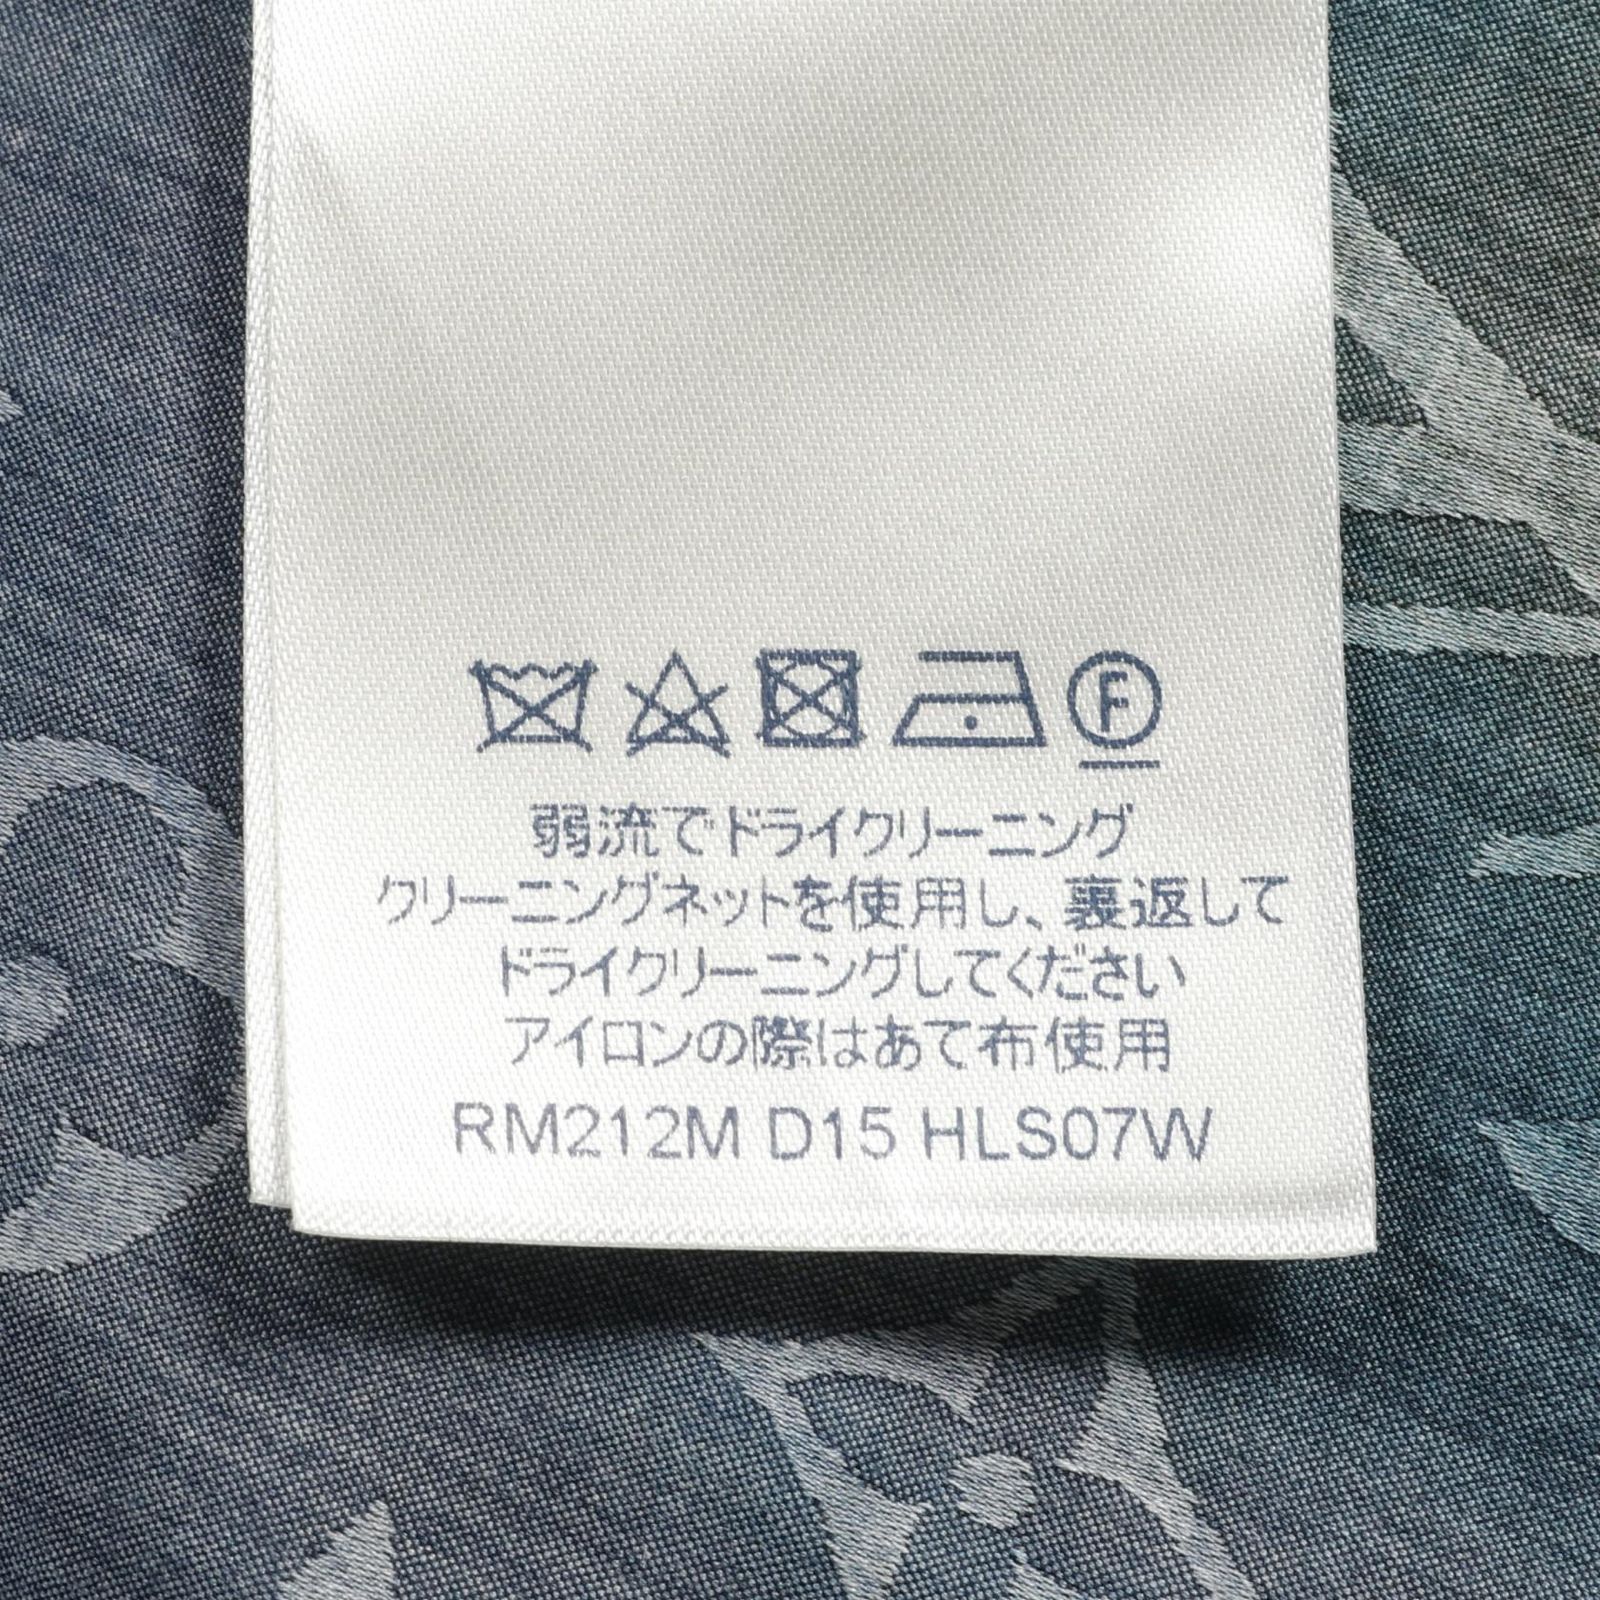 F
弱流でドライクリーニング
クリーニングネットを使用し、裏返して
ドライクリーニングしてください
アイロンの際はあて布使用
RM212M D15 HLS07W